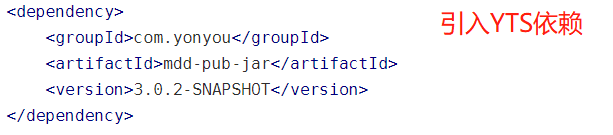 <dependency>
引入YTS依赖
<groupId>com.yonyou</groupId>
<artifactId>mdd-pub-jar</artifactId>
<version>3.0.2-SNAPSHOT</version>
</dependency>